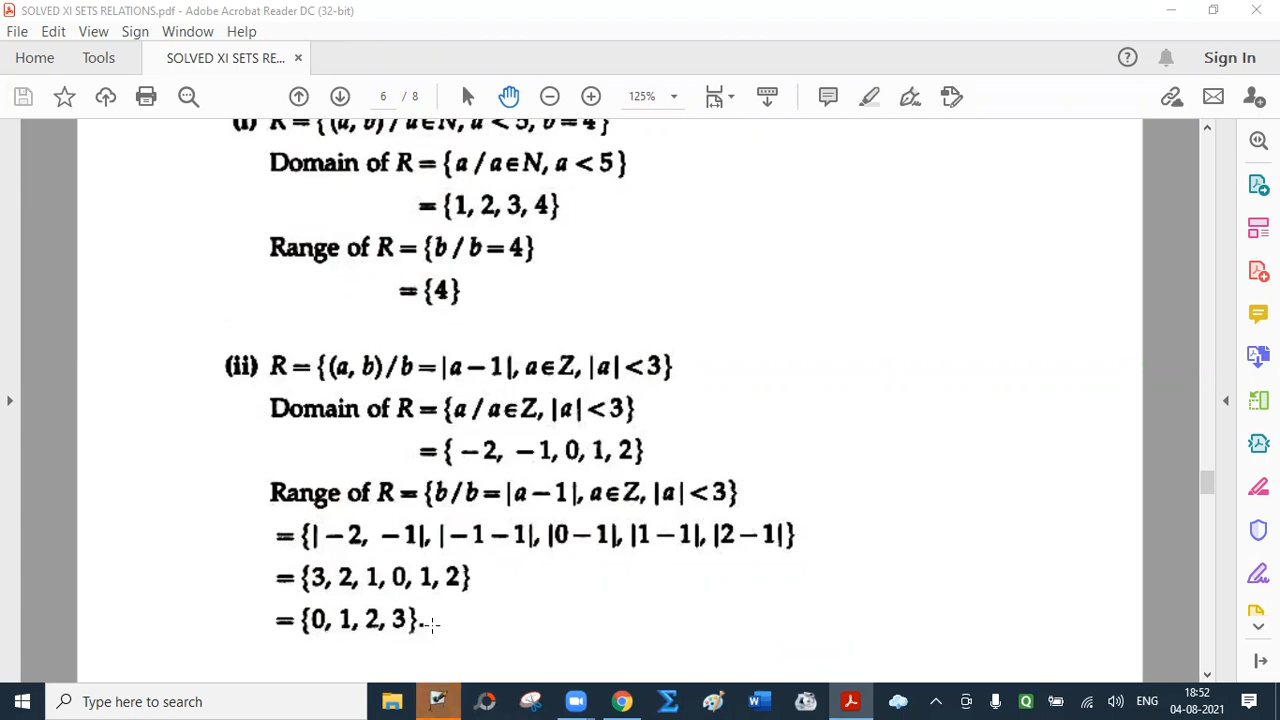 SOLVED XI SETS RELATIONS.pdf - Adobe Acrobat Reader DC (32-bit)
File Edit View Sign Window Help
Home Tools SOLVED XI SETS RE... × Sign In
6 / 8 125%
(i) R = {(a, b) / a∈N, a < 5, b = 4}
Domain of R = {a / a∈N, a < 5}
= {1, 2, 3, 4}
Range of R = {b / b = 4}
= {4}
(ii) R = {(a, b) / b = |a − 1|, a∈Z, |a| < 3}
Domain of R = {a / a∈Z, |a| < 3}
= { −2, −1, 0, 1, 2}
Range of R = {b / b = |a − 1|, a∈Z, |a| < 3}
= {| −2, −1|, | −1 − 1|, |0 − 1|, |1 − 1|, |2 − 1|}
= {3, 2, 1, 0, 1, 2}
= {0, 1, 2, 3}.
Type here to search ENG 18:52
04-08-2021